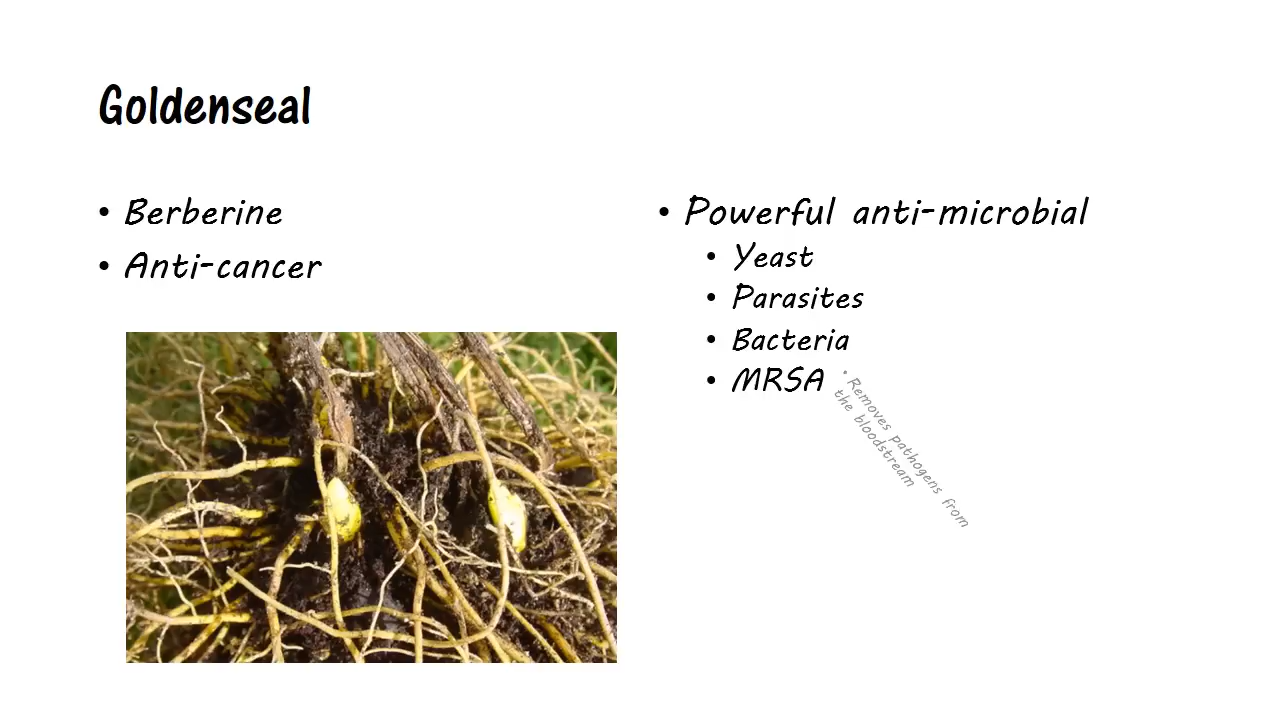 Goldenseal
• Berberine
• Anti-cancer
• Powerful anti-microbial
• Yeast
• Parasites
• Bacteria
• MRSA
• Removes pathogens from
the bloodstream